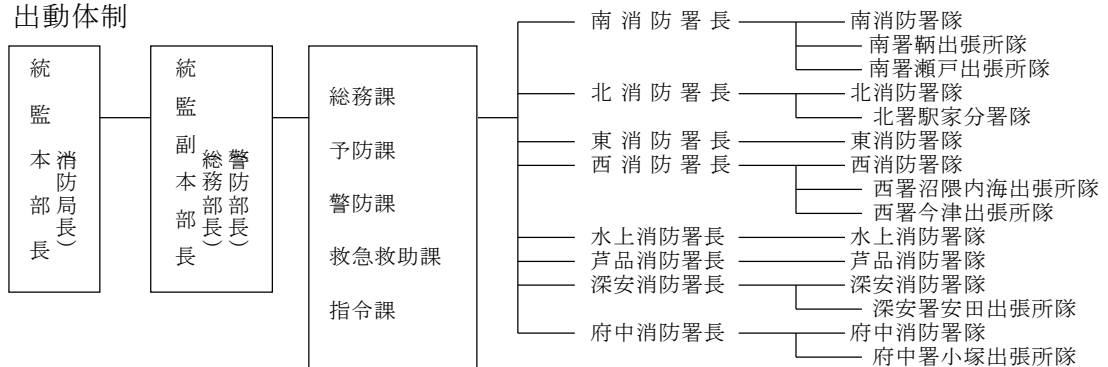 出動体制
統監本部長
(消防局長)
統監副本部長
(警防部長)
(総務部長)
総務課
予防課
警防課
救急救助課
指令課
南消防署長 南消防署隊
南署鞆出張所隊
南署瀬戸出張所隊
北消防署長 北消防署隊
北署駅家分署隊
東消防署長 東消防署隊
西消防署長 西消防署隊
西署沼隈内海出張所隊
西署今津出張所隊
水上消防署長 水上消防署隊
芦品消防署長 芦品消防署隊
深安消防署長 深安消防署隊
深安署安田出張所隊
府中消防署長 府中消防署隊
府中署小塚出張所隊